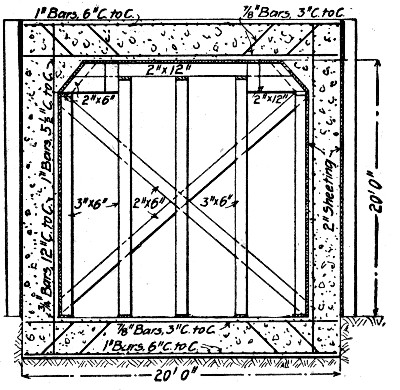 1" Bars, 6" C. to C.
7/8" Bars, 3" C. to C.
2"x12"
2"x6"
2"x12"
1" Bars, 5½" C. to C.
3"x6"
2"x6"
3"x6"
2" Sheeting
20'0"
Bars, 12" C. to C.
7/8" Bars, 3" C. to C.
1" Bars, 6" C. to C.
20' 0"